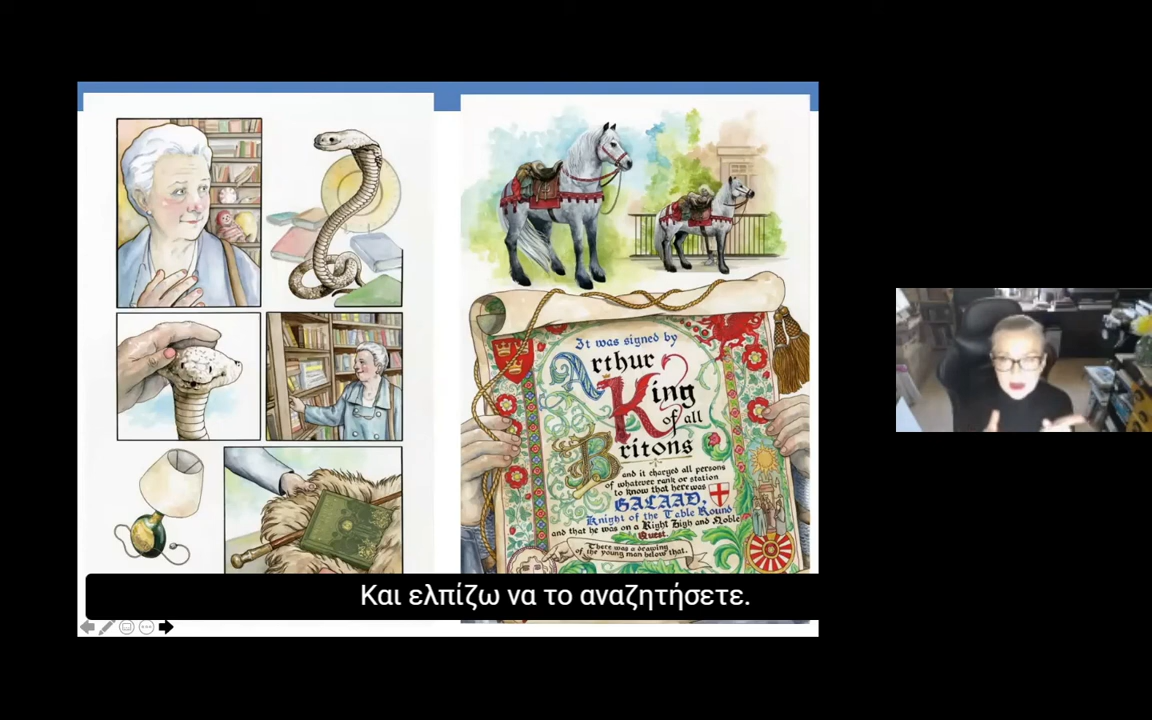 It was signed by
Arthur
King
of all
Britons
and it charged all persons
of whatever rank or station
to know that here was
GALAAD,
Knight of the Table Round
and that he was on a Right High and Noble
Quest.
There was a drawing
of the young man below that.
Και ελπίζω να το αναζητήσετε.